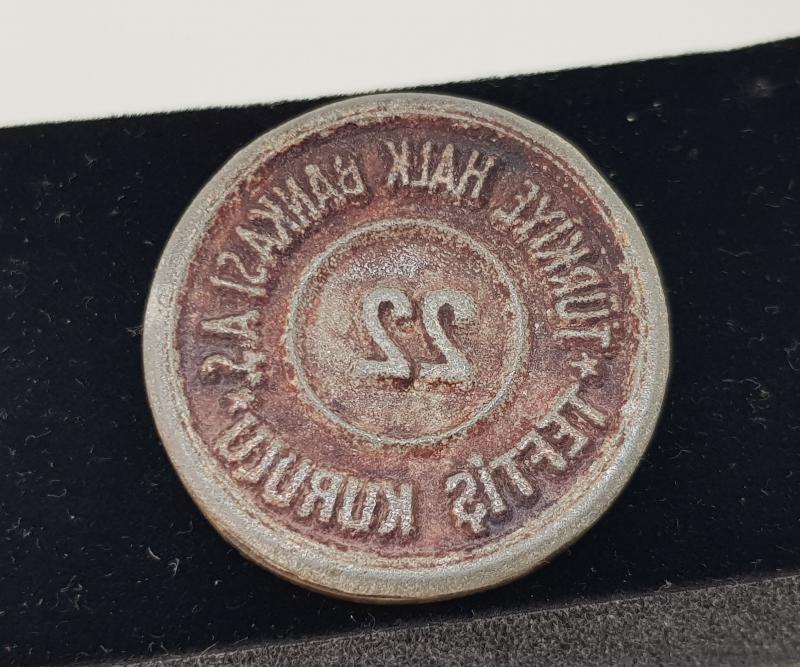 TÜRKİYE HALK BANKASI A.Ş.
22
TEFTİŞ KURULU